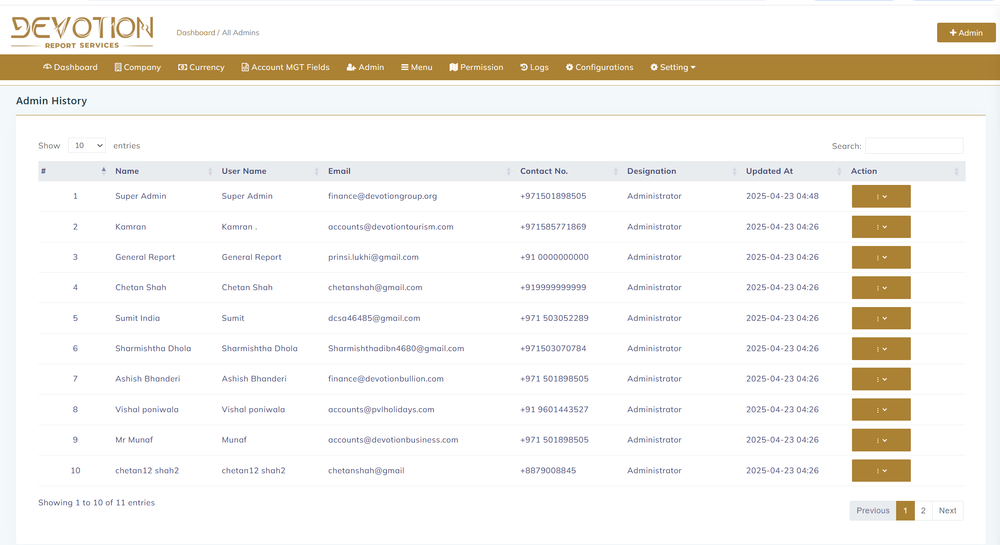 DEVOTION
REPORT SERVICES
Dashboard / All Admins
Admin
Dashboard Company Currency Account MGT Fields Admin Menu Permission Logs Configurations Setting
Admin History
Show 10 entries
Search:
# Name User Name Email Contact No. Designation Updated At Action
1 Super Admin Super Admin finance@devotiongroup.org +971501898505 Administrator 2025-04-23 04:48
2 Kamran Kamran . accounts@devotiontourism.com +971585771869 Administrator 2025-04-23 04:26
3 General Report General Report prinsi.lukhi@gmail.com +91 0000000000 Administrator 2025-04-23 04:26
4 Chetan Shah Chetan Shah chetanshah@gmail.com +919999999999 Administrator 2025-04-23 04:26
5 Sumit India Sumit dcsa46485@gmail.com +971 503052289 Administrator 2025-04-23 04:26
6 Sharmishtha Dhola Sharmishtha Dhola Sharmishthadibn4680@gmail.com +971503070784 Administrator 2025-04-23 04:26
7 Ashish Bhanderi Ashish Bhanderi finance@devotionbullion.com +971 501898505 Administrator 2025-04-23 04:26
8 Vishal poniwala Vishal poniwala accounts@pvlholidays.com +91 9601443527 Administrator 2025-04-23 04:26
9 Mr Munaf Munaf accounts@devotionbusiness.com +971 501898505 Administrator 2025-04-23 04:26
10 chetan12 shah2 chetan12 shah2 chetanshah@gmail +8879008845 Administrator 2025-04-23 04:26
Showing 1 to 10 of 11 entries
Previous 1 2 Next